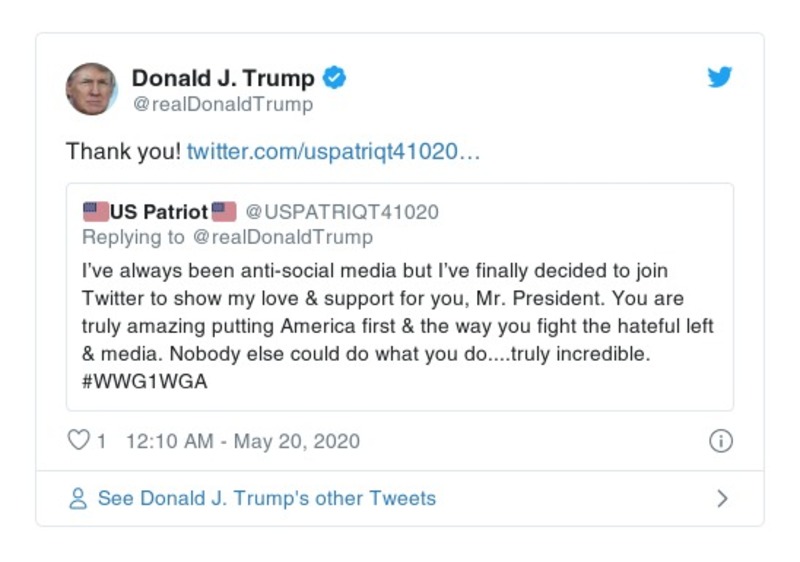 Donald J. Trump
@realDonaldTrump
Thank you! twitter.com/uspatriqt41020…
🇺🇸US Patriot🇺🇸 @USPATRIQT41020
Replying to @realDonaldTrump
I’ve always been anti-social media but I’ve finally decided to join
Twitter to show my love & support for you, Mr. President. You are
truly amazing putting America first & the way you fight the hateful left
& media. Nobody else could do what you do....truly incredible.
#WWG1WGA
1 12:10 AM - May 20, 2020
See Donald J. Trump's other Tweets